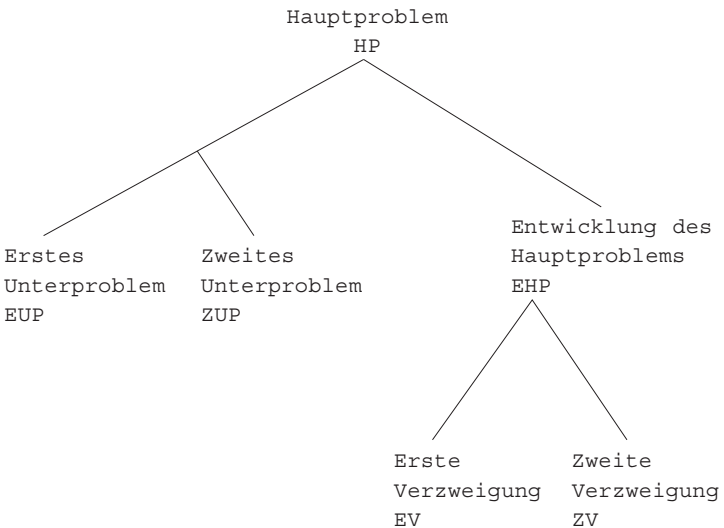 Hauptproblem
HP
Erstes
Unterproblem
EUP
Zweites
Unterproblem
ZUP
Entwicklung des
Hauptproblems
EHP
Erste
Verzweigung
EV
Zweite
Verzweigung
ZV